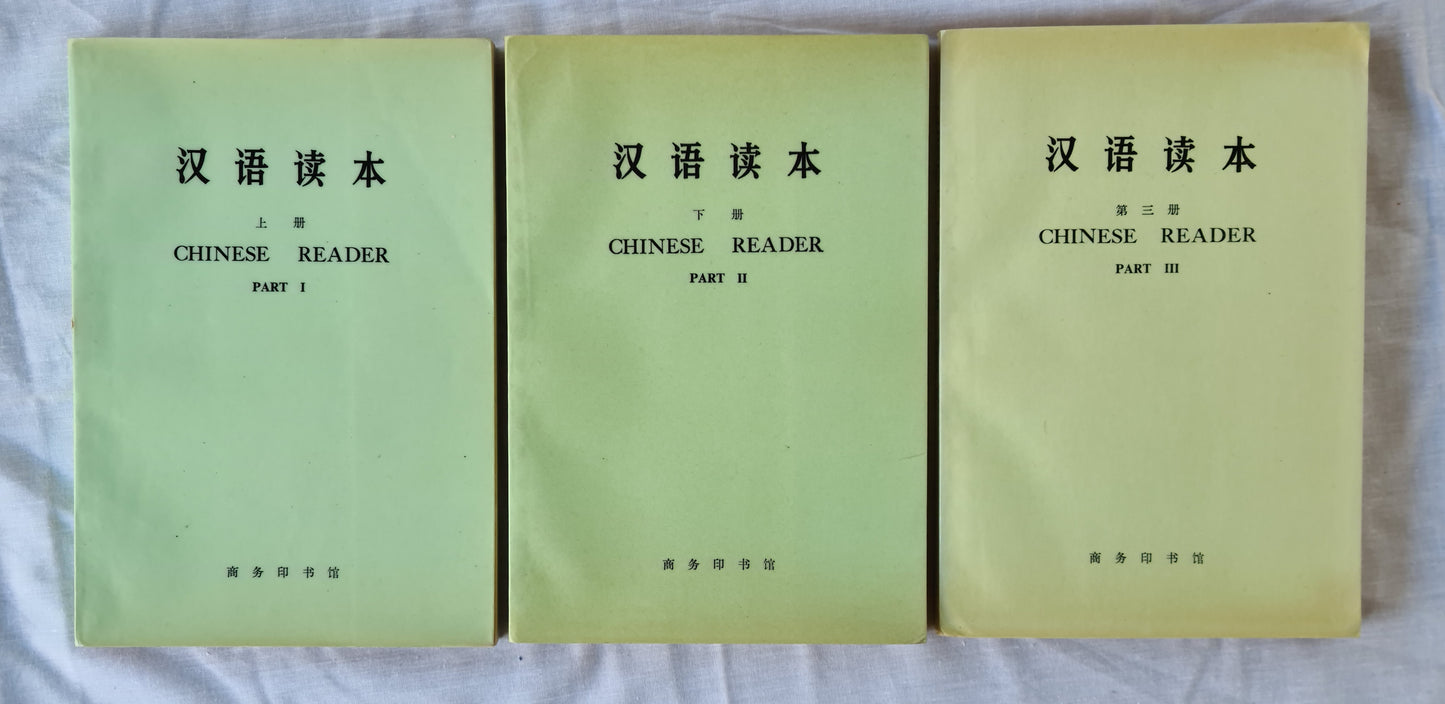 汉语读本
上册
CHINESE READER
PART I
商务印书馆
汉语读本
下册
CHINESE READER
PART II
商务印书馆
汉语读本
第三册
CHINESE READER
PART III
商务印书馆